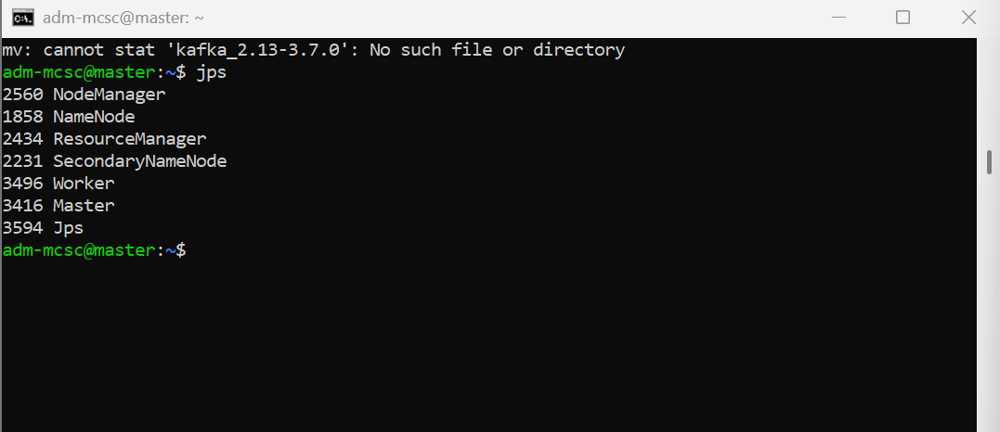 adm-mcsc@master: ~
mv: cannot stat 'kafka_2.13-3.7.0': No such file or directory
adm-mcsc@master:~$ jps
2560 NodeManager
1858 NameNode
2434 ResourceManager
2231 SecondaryNameNode
3496 Worker
3416 Master
3594 Jps
adm-mcsc@master:~$